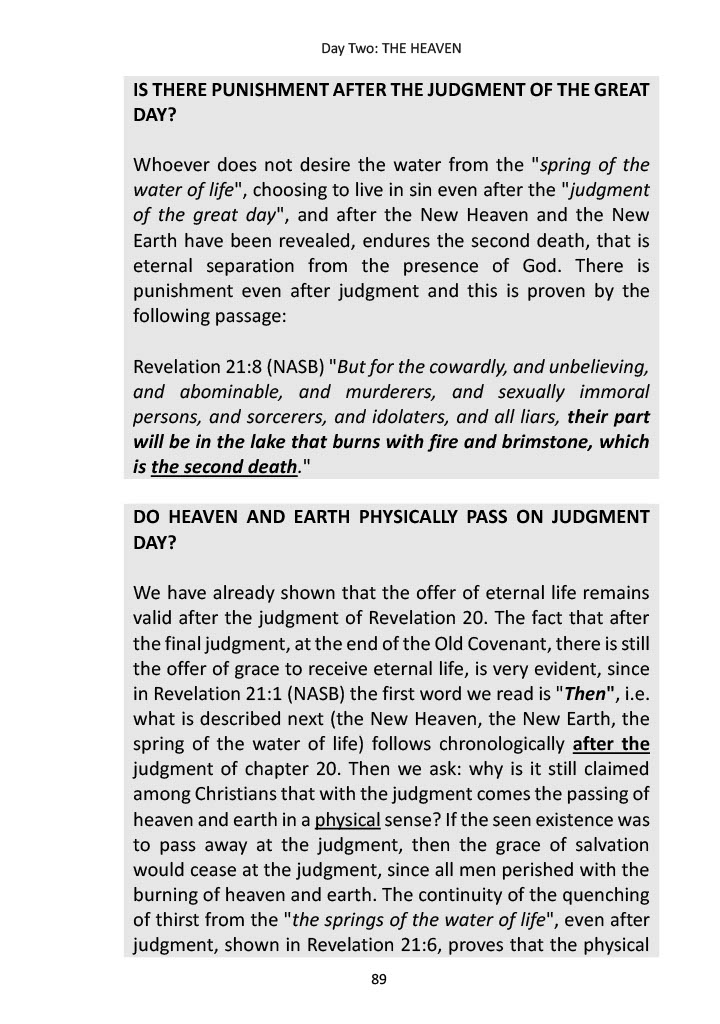 Day Two: THE HEAVEN
IS THERE PUNISHMENT AFTER THE JUDGMENT OF THE GREAT
DAY?
Whoever does not desire the water from the "spring of the
water of life", choosing to live in sin even after the "judgment
of the great day", and after the New Heaven and the New
Earth have been revealed, endures the second death, that is
eternal separation from the presence of God. There is
punishment even after judgment and this is proven by the
following passage:
Revelation 21:8 (NASB) "But for the cowardly, and unbelieving,
and abominable, and murderers, and sexually immoral
persons, and sorcerers, and idolaters, and all liars, their part
will be in the lake that burns with fire and brimstone, which
is the second death."
DO HEAVEN AND EARTH PHYSICALLY PASS ON JUDGMENT
DAY?
We have already shown that the offer of eternal life remains
valid after the judgment of Revelation 20. The fact that after
the final judgment, at the end of the Old Covenant, there is still
the offer of grace to receive eternal life, is very evident, since
in Revelation 21:1 (NASB) the first word we read is "Then", i.e.
what is described next (the New Heaven, the New Earth, the
spring of the water of life) follows chronologically after the
judgment of chapter 20. Then we ask: why is it still claimed
among Christians that with the judgment comes the passing of
heaven and earth in a physical sense? If the seen existence was
to pass away at the judgment, then the grace of salvation
would cease at the judgment, since all men perished with the
burning of heaven and earth. The continuity of the quenching
of thirst from the "the springs of the water of life", even after
judgment, shown in Revelation 21:6, proves that the physical
89